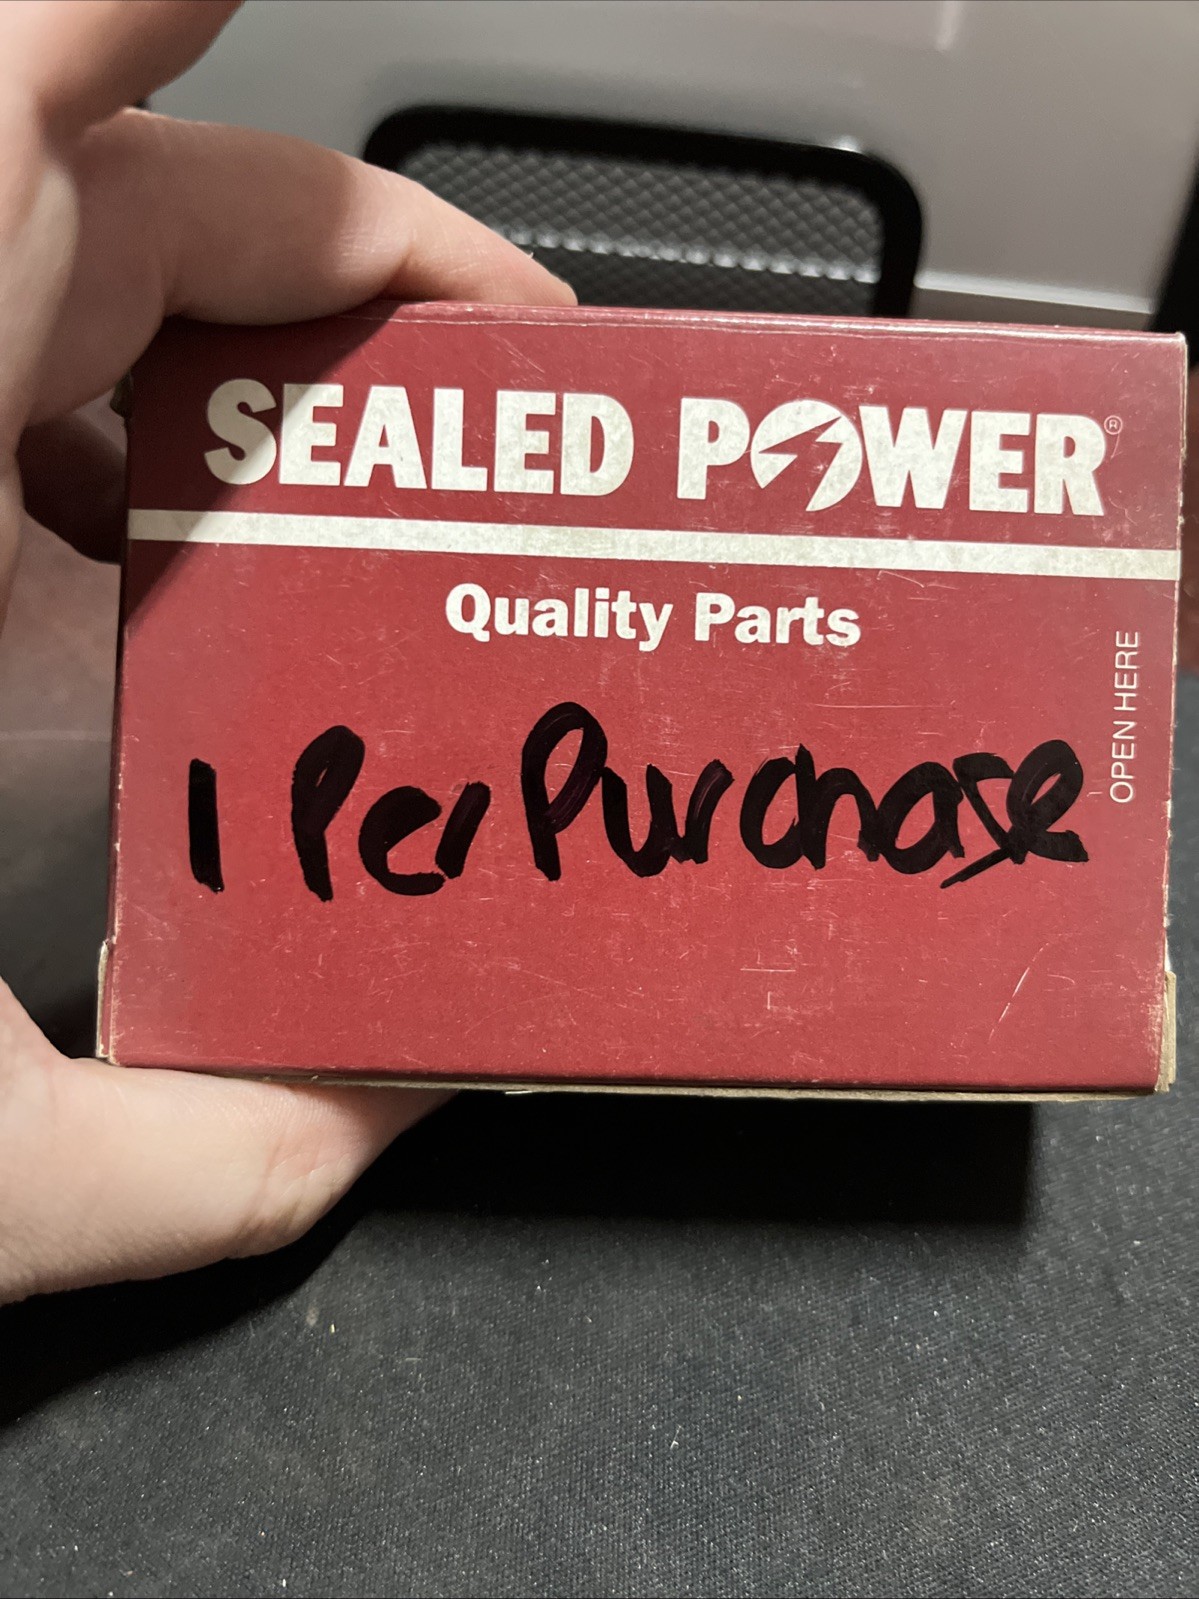 SEALED POWER®
Quality Parts
OPEN HERE
1 Per Purchase